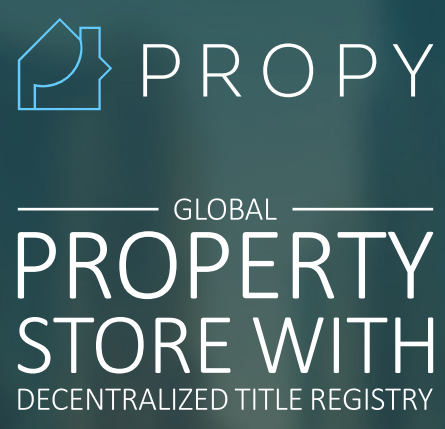 PROPY
GLOBAL
PROPERTY
STORE WITH
DECENTRALIZED TITLE REGISTRY